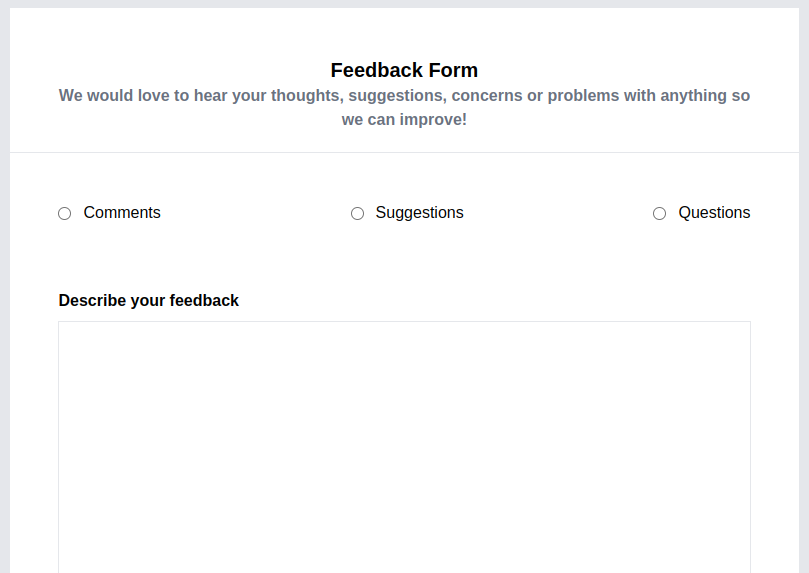 Feedback Form
We would love to hear your thoughts, suggestions, concerns or problems with anything so
we can improve!
Comments
Suggestions
Questions
Describe your feedback